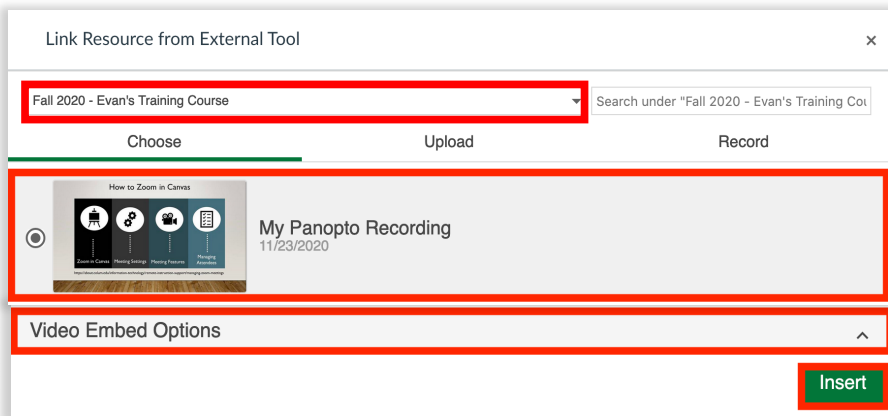 Link Resource from External Tool
×
Fall 2020 - Evan's Training Course
Search under "Fall 2020 - Evan's Training Cou
Choose Upload Record
How to Zoom in Canvas
Zoom in Canvas Meeting Settings Meeting Features Managing Attendees
My Panopto Recording
11/23/2020
Video Embed Options
Insert